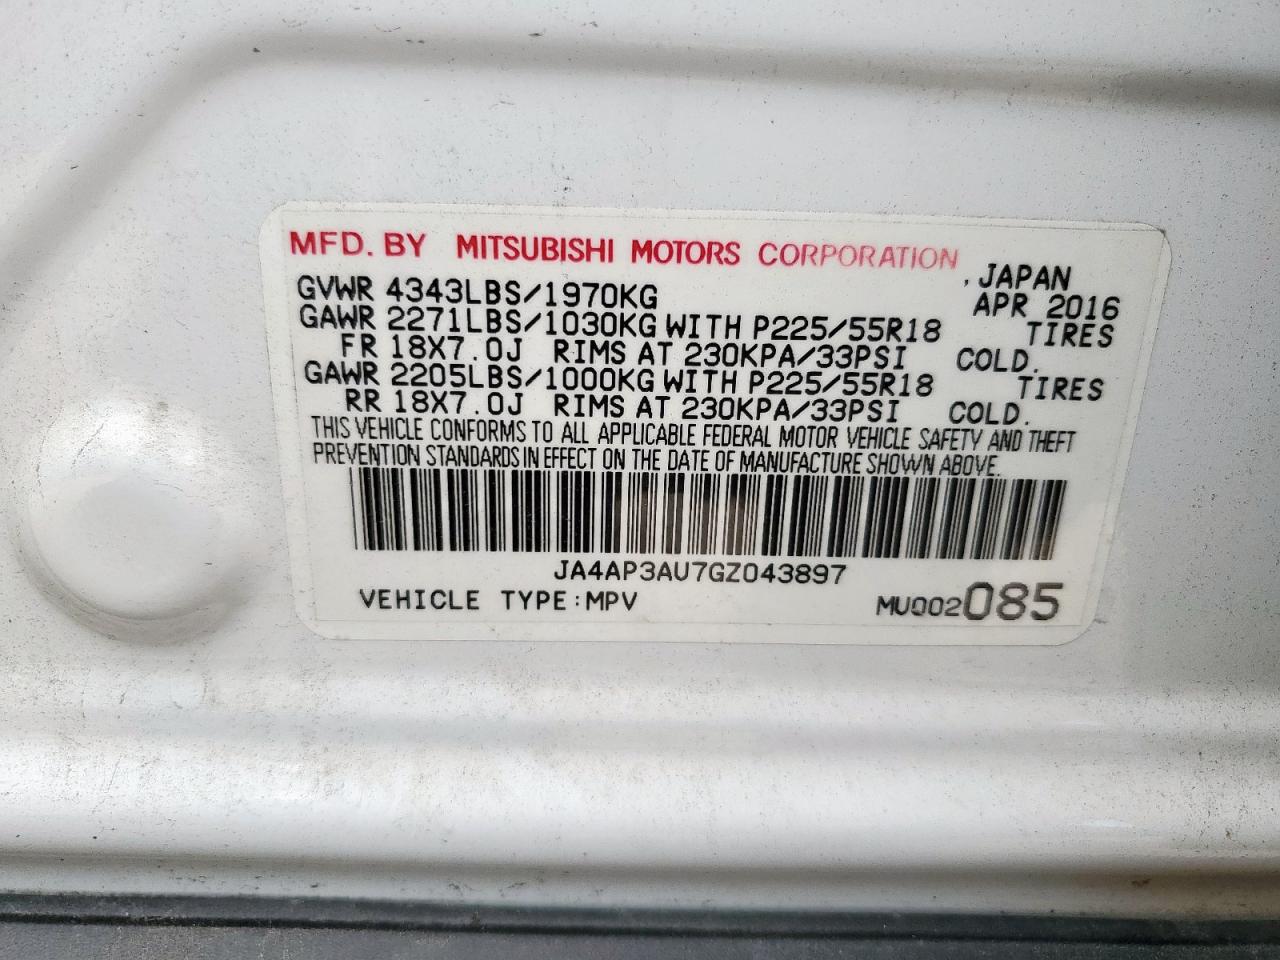 MFD. BY MITSUBISHI MOTORS CORPORATION , JAPAN
GVWR 4343LBS/1970KG APR 2016
GAWR 2271LBS/1030KG WITH P225/55R18 TIRES
FR 18X7.0J RIMS AT 230KPA/33PSI COLD.
GAWR 2205LBS/1000KG WITH P225/55R18 TIRES
RR 18X7.0J RIMS AT 230KPA/33PSI COLD.
THIS VEHICLE CONFORMS TO ALL APPLICABLE FEDERAL MOTOR VEHICLE SAFETY AND THEFT
PREVENTION STANDARDS IN EFFECT ON THE DATE OF MANUFACTURE SHOWN ABOVE.
JA4AP3AU7GZ043897
VEHICLE TYPE:MPV MU002085